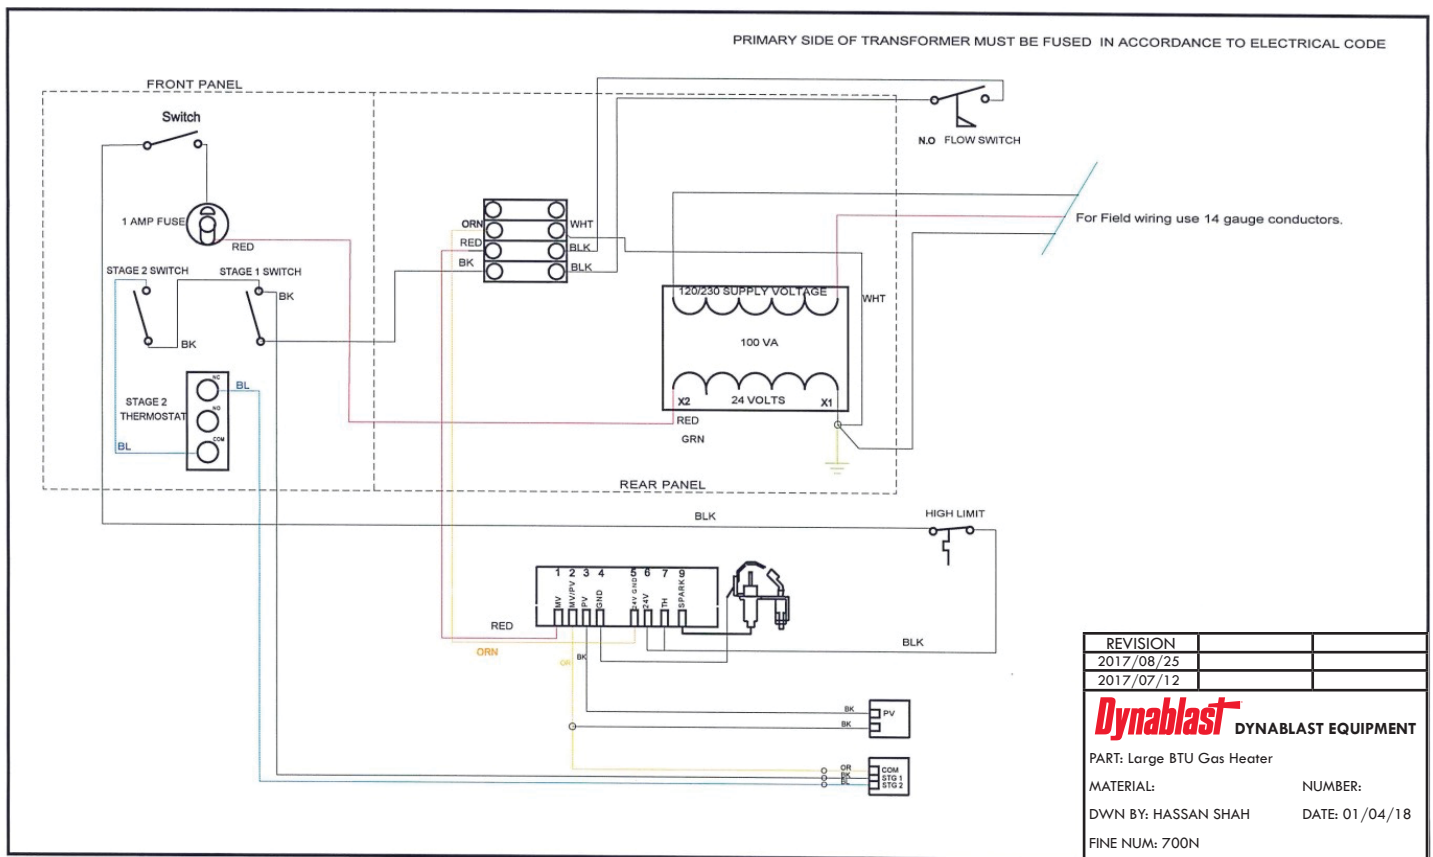 PRIMARY SIDE OF TRANSFORMER MUST BE FUSED IN ACCORDANCE TO ELECTRICAL CODE
FRONT PANEL
Switch
N.O FLOW SWITCH
1 AMP FUSE
RED
ORN
WHT
RED
BLK
BK
BLK
For Field wiring use 14 gauge conductors.
STAGE 2 SWITCH
STAGE 1 SWITCH
BK
BK
120/230 SUPPLY VOLTAGE
WHT
100 VA
24 VOLTS
X2
X1
RED
GRN
NC
BL
STAGE 2
THERMOSTAT
NO
COM
BL
REAR PANEL
BLK
HIGH LIMIT
1 2 3 4 5 6 7 9
MV
MV/PV
PV
GND
24V GND
24V
TH
SPARK
RED
ORN
OR
BK
BLK
BK
PV
BK
OR
COM
BK
STG 1
BL
STG 2
REVISION
2017/08/25
2017/07/12
Dynablast DYNABLAST EQUIPMENT
PART: Large BTU Gas Heater
MATERIAL: NUMBER:
DWN BY: HASSAN SHAH DATE: 01/04/18
FINE NUM: 700N